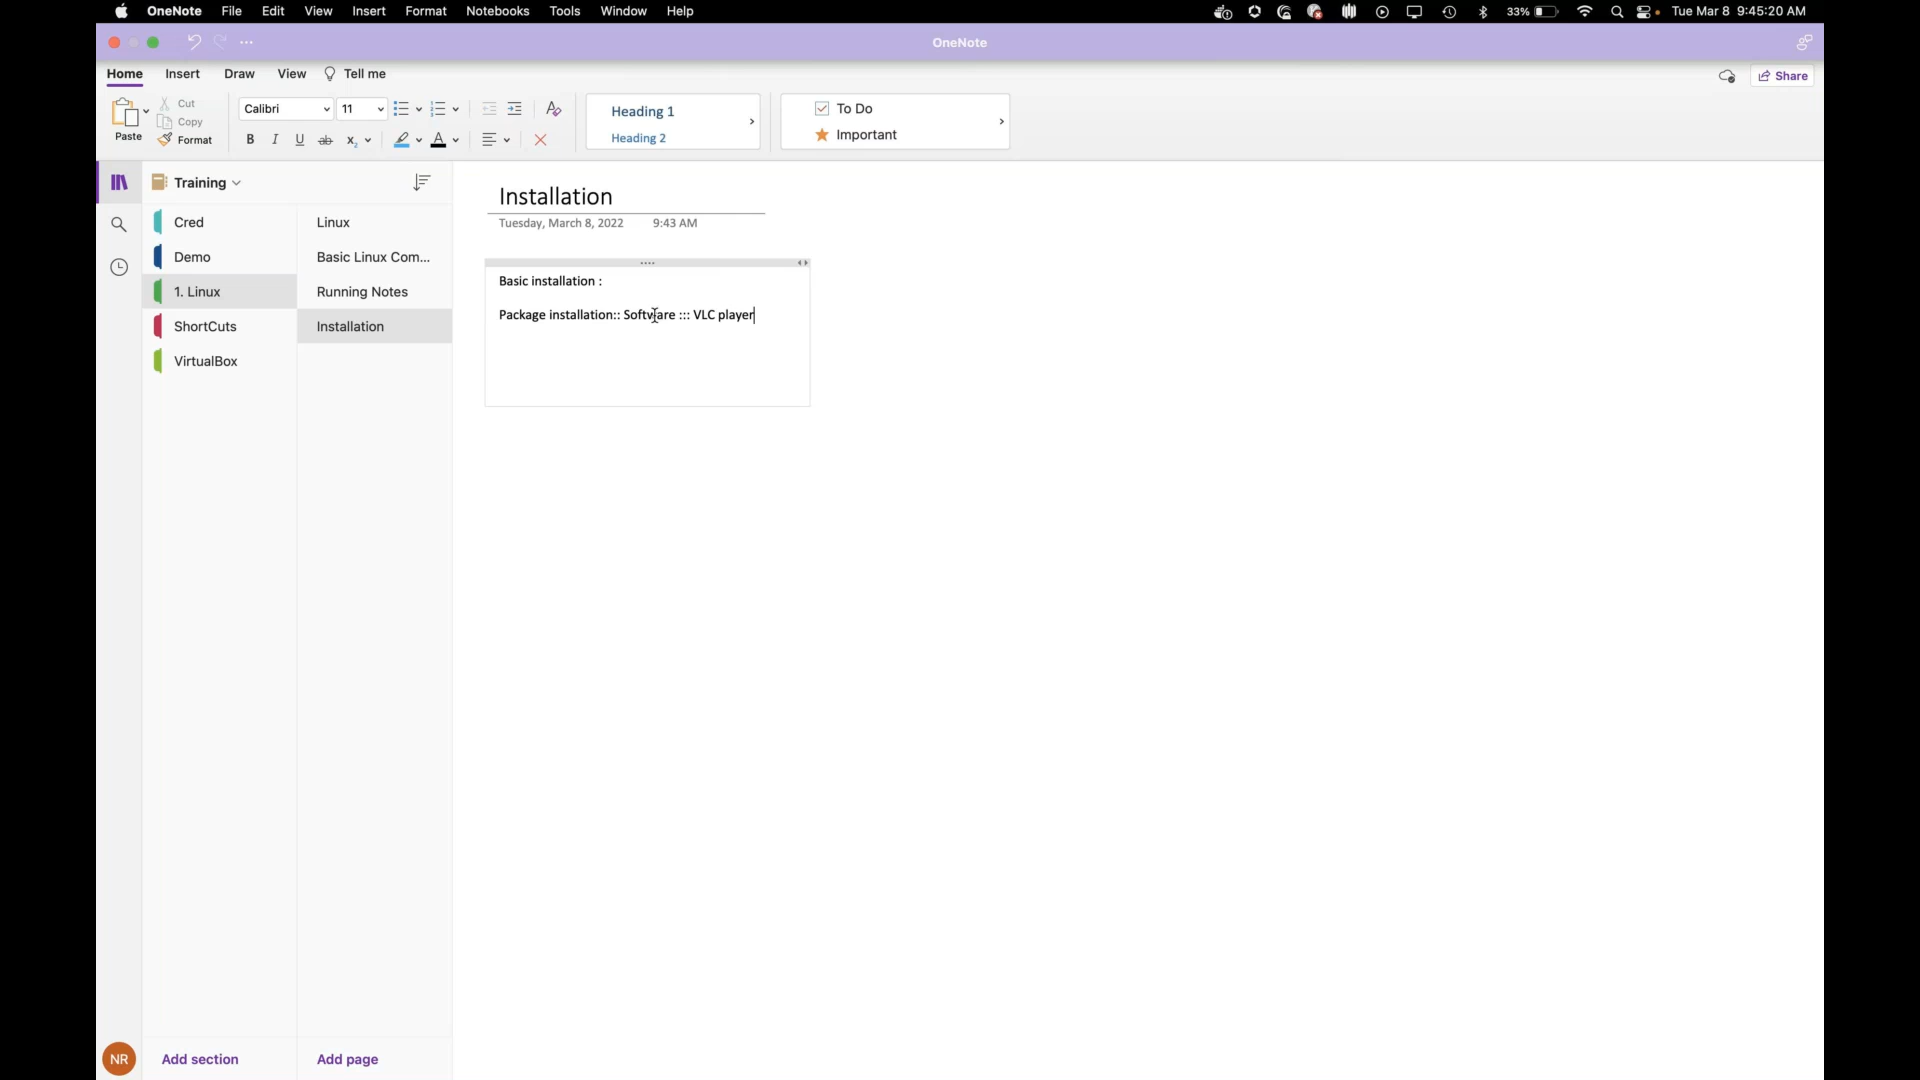 OneNote File Edit View Insert Format Notebooks Tools Window Help 33% Tue Mar 8 9:45:20 AM
OneNote
Home Insert Draw View Tell me Share
Paste Cut Copy Format
Calibri 11
B I U ab x₂ A
Heading 1
Heading 2
To Do
Important
Training
Cred
Demo
1. Linux
ShortCuts
VirtualBox
Linux
Basic Linux Com...
Running Notes
Installation
Installation
Tuesday, March 8, 2022 9:43 AM
Basic installation :
Package installation:: Software ::: VLC player
NR Add section Add page